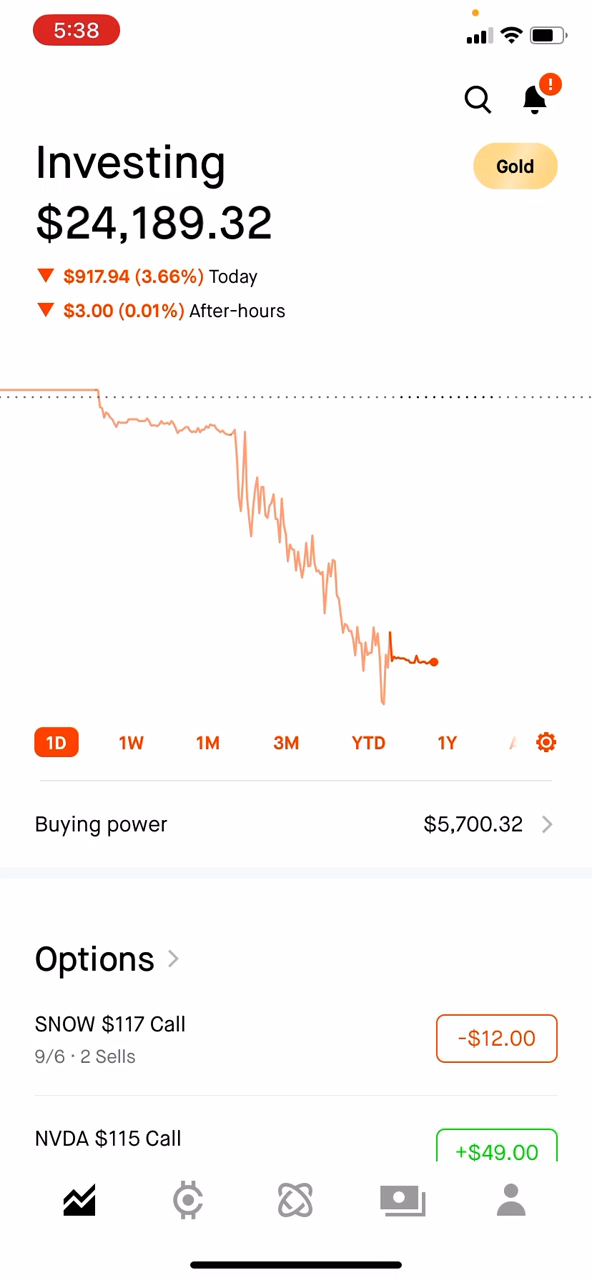 5:38
!
Investing
Gold
$24,189.32
▼ $917.94 (3.66%) Today
▼ $3.00 (0.01%) After-hours
1D 1W 1M 3M YTD 1Y
Buying power $5,700.32
Options
SNOW $117 Call
-$12.00
9/6 · 2 Sells
NVDA $115 Call
+$49.00